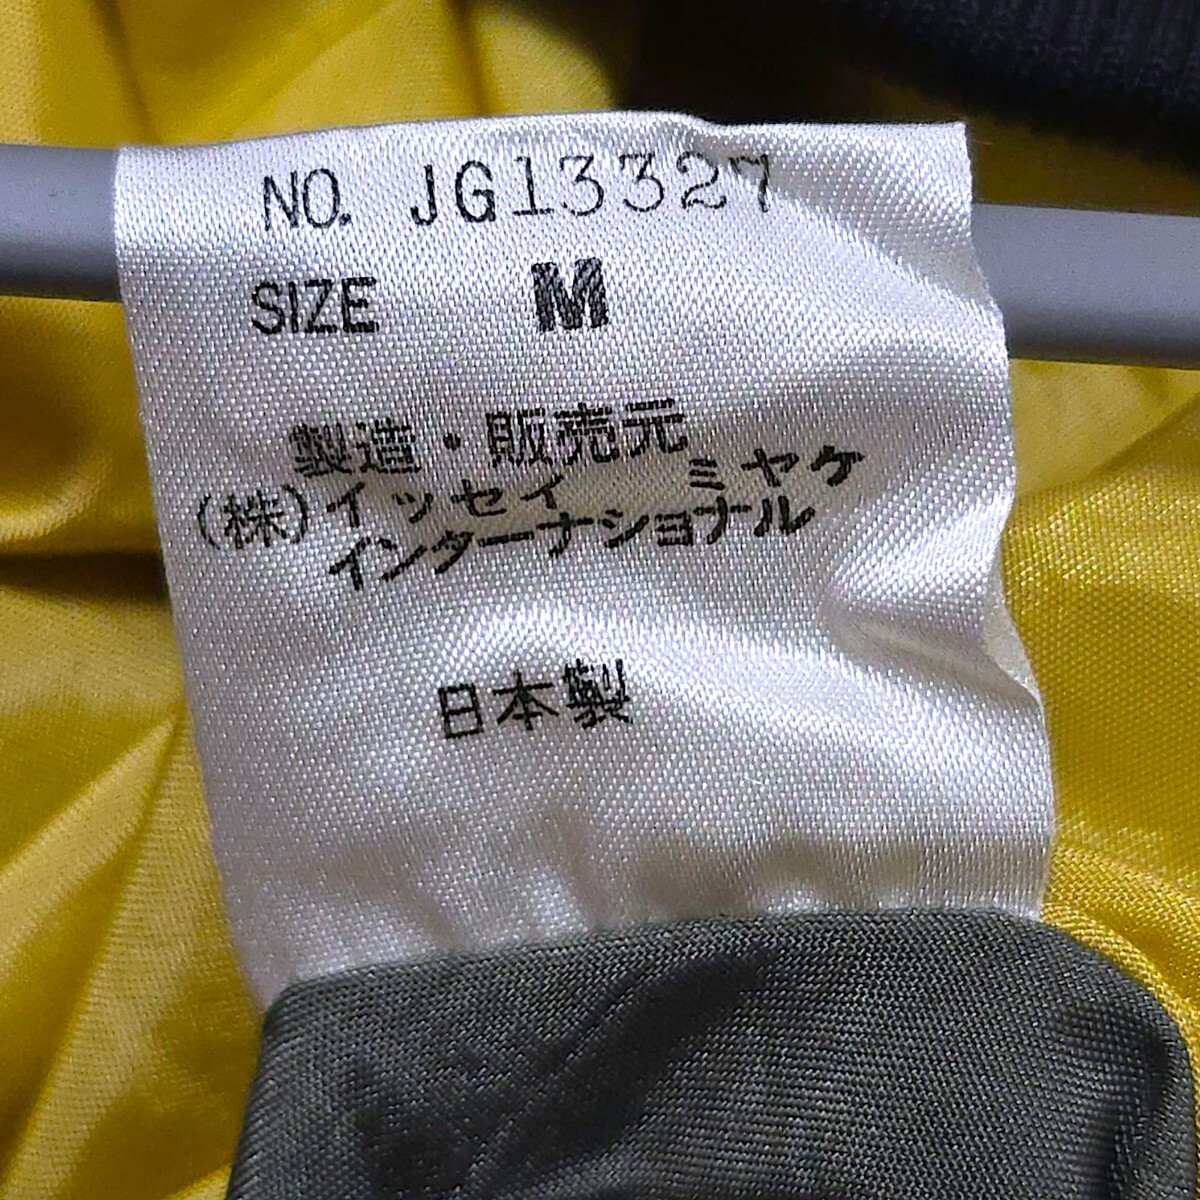 NO. JG13327
SIZE M
製造・販売元
(株)イッセイ ミヤケ
インターナショナル
日本製